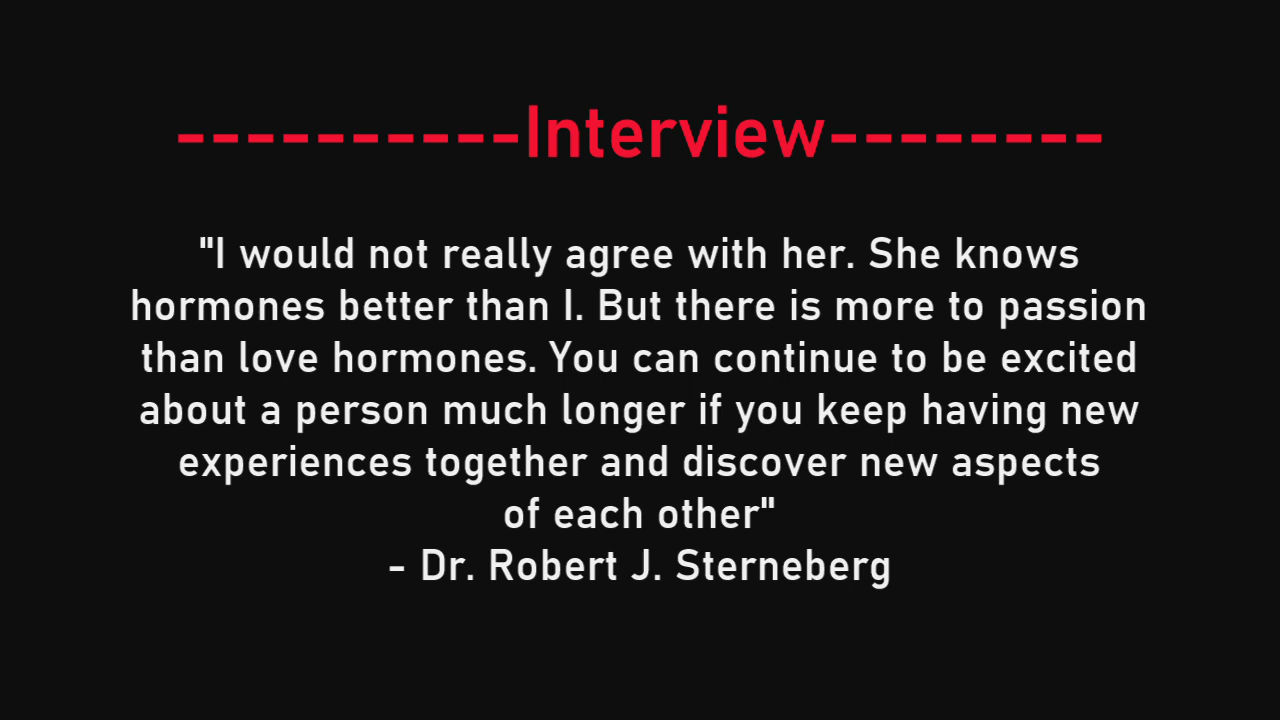 ----------Interview--------
"I would not really agree with her. She knows
hormones better than I. But there is more to passion
than love hormones. You can continue to be excited
about a person much longer if you keep having new
experiences together and discover new aspects
of each other"
- Dr. Robert J. Sterneberg